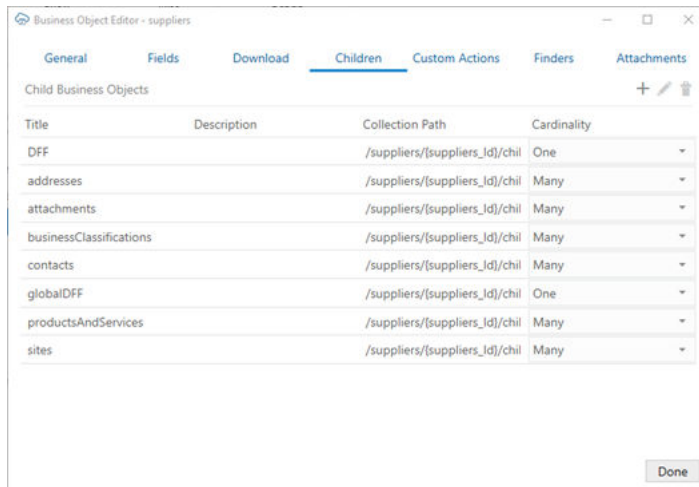 Business Object Editor - suppliers
General Fields Download Children Custom Actions Finders Attachments
Child Business Objects
Title Description Collection Path Cardinality
DFF /suppliers/{suppliers_Id}/chil One
addresses /suppliers/{suppliers_Id}/chil Many
attachments /suppliers/{suppliers_Id}/chil Many
businessClassifications /suppliers/{suppliers_Id}/chil Many
contacts /suppliers/{suppliers_Id}/chil Many
globalDFF /suppliers/{suppliers_Id}/chil One
productsAndServices /suppliers/{suppliers_Id}/chil Many
sites /suppliers/{suppliers_Id}/chil Many
Done